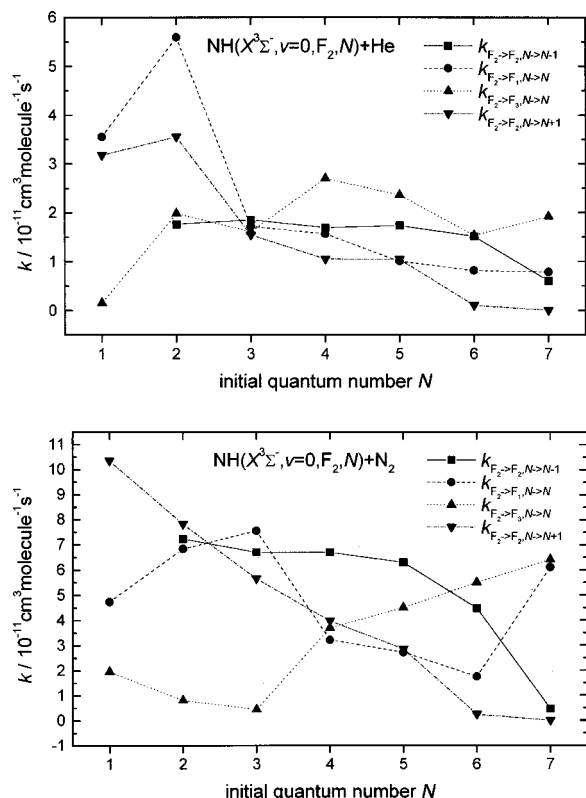 NH(X³Σ⁻,v=0,F₂,N)+He
k_F₂->F₂,N->N-1
k_F₂->F₁,N->N
k_F₂->F₃,N->N
k_F₂->F₂,N->N+1
6
5
4
3
2
1
0
k / 10⁻¹¹cm³molecule⁻¹s⁻¹
1 2 3 4 5 6 7
initial quantum number N
NH(X³Σ⁻,v=0,F₂,N)+N₂
k_F₂->F₂,N->N-1
k_F₂->F₁,N->N
k_F₂->F₃,N->N
k_F₂->F₂,N->N+1
11
10
9
8
7
6
5
4
3
2
1
0
-1
k / 10⁻¹¹cm³molecule⁻¹s⁻¹
1 2 3 4 5 6 7
initial quantum number N